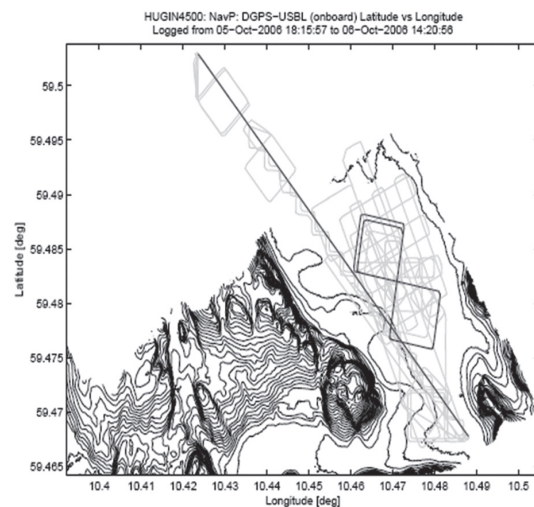 HUGIN4500: NavP: DGPS-USBL (onboard) Latitude vs Longitude
Logged from 05-Oct-2006 18:15:57 to 06-Oct-2006 14:20:56
59.5
59.495
59.49
59.485
59.48
59.475
59.47
59.465
Latitude [deg]
10.4 10.41 10.42 10.43 10.44 10.45 10.46 10.47 10.48 10.49 10.5
Longitude [deg]